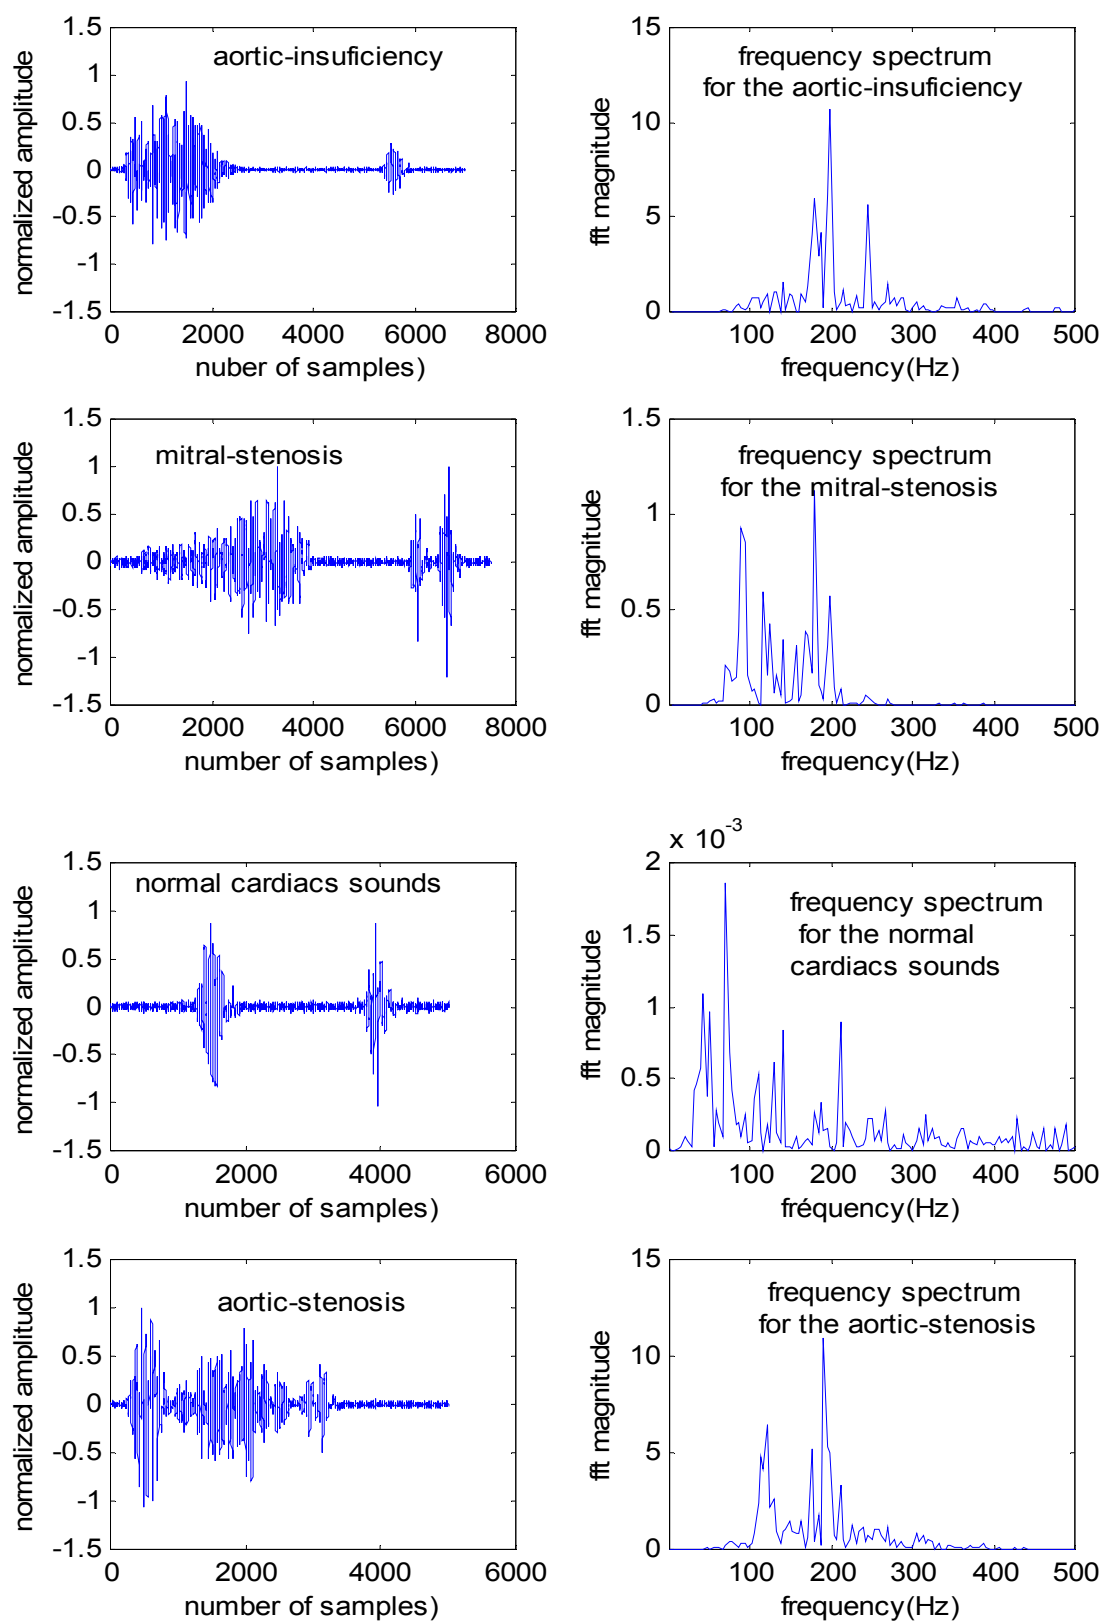 1.5
1
0.5
0
-0.5
-1
-1.5
normalized amplitude
aortic-insuficiency
0 2000 4000 6000 8000
nuber of samples)
15
10
5
0
fft magnitude
frequency spectrum
for the aortic-insuficiency
100 200 300 400 500
frequency(Hz)
1.5
1
0.5
0
-0.5
-1
-1.5
normalized amplitude
mitral-stenosis
0 2000 4000 6000 8000
number of samples)
1.5
1
0.5
0
fft magnitude
frequency spectrum
for the mitral-stenosis
100 200 300 400 500
frequency(Hz)
1.5
1
0.5
0
-0.5
-1
-1.5
normalized amplitude
normal cardiacs sounds
0 2000 4000 6000
number of samples)
x 10-3
2
1.5
1
0.5
0
fft magnitude
frequency spectrum
for the normal
cardiacs sounds
100 200 300 400 500
fréquency(Hz)
1.5
1
0.5
0
-0.5
-1
-1.5
normalized amplitude
aortic-stenosis
0 2000 4000 6000
number of samples)
15
10
5
0
fft magnitude
frequency spectrum
for the aortic-stenosis
100 200 300 400 500
frequency(Hz)